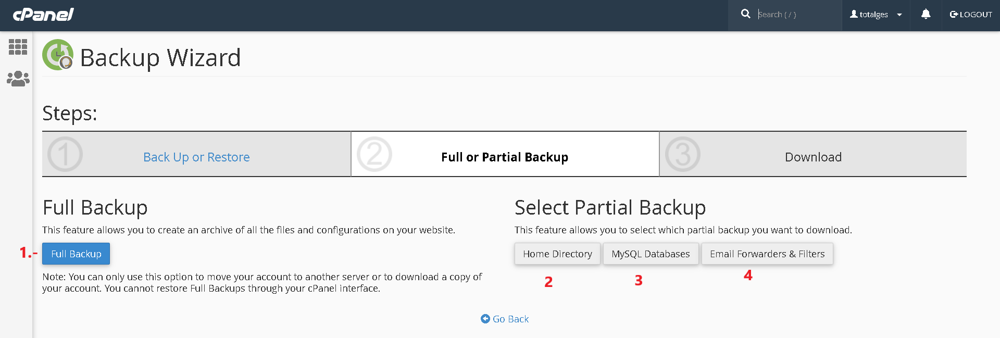 cPanel
Search ( / )
totalges
LOGOUT
Backup Wizard
Steps:
1
Back Up or Restore
2
Full or Partial Backup
3
Download
Full Backup
This feature allows you to create an archive of all the files and configurations on your website.
1.-
Full Backup
Note: You can only use this option to move your account to another server or to download a copy of
your account. You cannot restore Full Backups through your cPanel interface.
Select Partial Backup
This feature allows you to select which partial backup you want to download.
Home Directory
MySQL Databases
Email Forwarders & Filters
2
3
4
Go Back